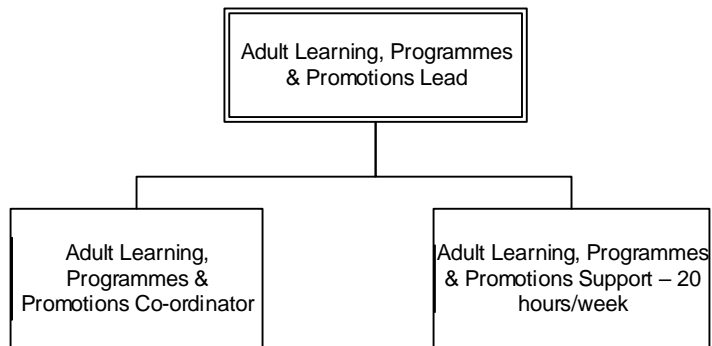 Adult Learning, Programmes
& Promotions Lead
Adult Learning,
Programmes &
Promotions Co-ordinator
Adult Learning, Programmes
& Promotions Support – 20
hours/week